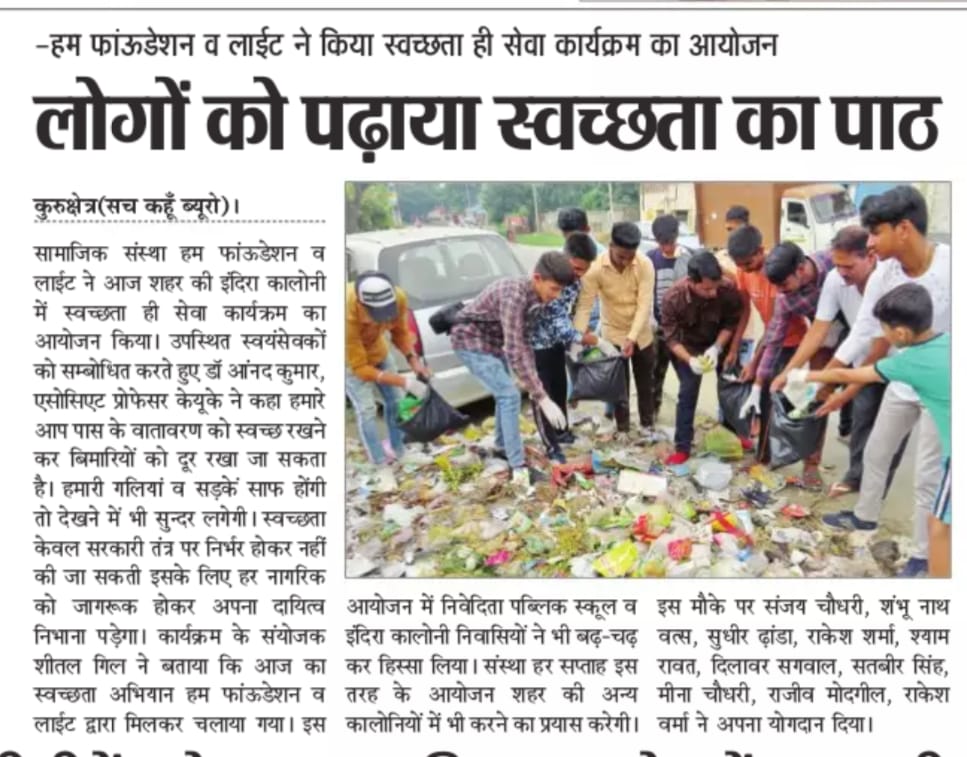 -हम फांऊडेशन व लाईट ने किया स्वच्छता ही सेवा कार्यक्रम का आयोजन
लोगों को पढ़ाया स्वच्छता का पाठ
कुरुक्षेत्र(सच कहूँ ब्यूरो)।
सामाजिक संस्था हम फांऊडेशन व
लाईट ने आज शहर की इंदिरा कालोनी
में स्वच्छता ही सेवा कार्यक्रम का
आयोजन किया। उपस्थित स्वयंसेवकों
को सम्बोधित करते हुए डॉ आंनद कुमार,
एसोसिएट प्रोफेसर केयूके ने कहा हमारे
आप पास के वातावरण को स्वच्छ रखने
कर बिमारियों को दूर रखा जा सकता
है। हमारी गलियां व सड़कें साफ होंगी
तो देखने में भी सुन्दर लगेगी। स्वच्छता
केवल सरकारी तंत्र पर निर्भर होकर नहीं
की जा सकती इसके लिए हर नागरिक
को जागरूक होकर अपना दायित्व
निभाना पड़ेगा। कार्यक्रम के संयोजक
शीतल गिल ने बताया कि आज का
स्वच्छता अभियान हम फांऊडेशन व
लाईट द्वारा मिलकर चलाया गया। इस
आयोजन में निवेदिता पब्लिक स्कूल व
इंदिरा कालोनी निवासियों ने भी बढ़-चढ़
कर हिस्सा लिया। संस्था हर सप्ताह इस
तरह के आयोजन शहर की अन्य
कालोनियों में भी करने का प्रयास करेगी।
इस मौके पर संजय चौधरी, शंभू नाथ
वत्स, सुधीर ढ़ांडा, राकेश शर्मा, श्याम
रावत, दिलावर सगवाल, सतबीर सिंह,
मीना चौधरी, राजीव मोदगील, राकेश
वर्मा ने अपना योगदान दिया।